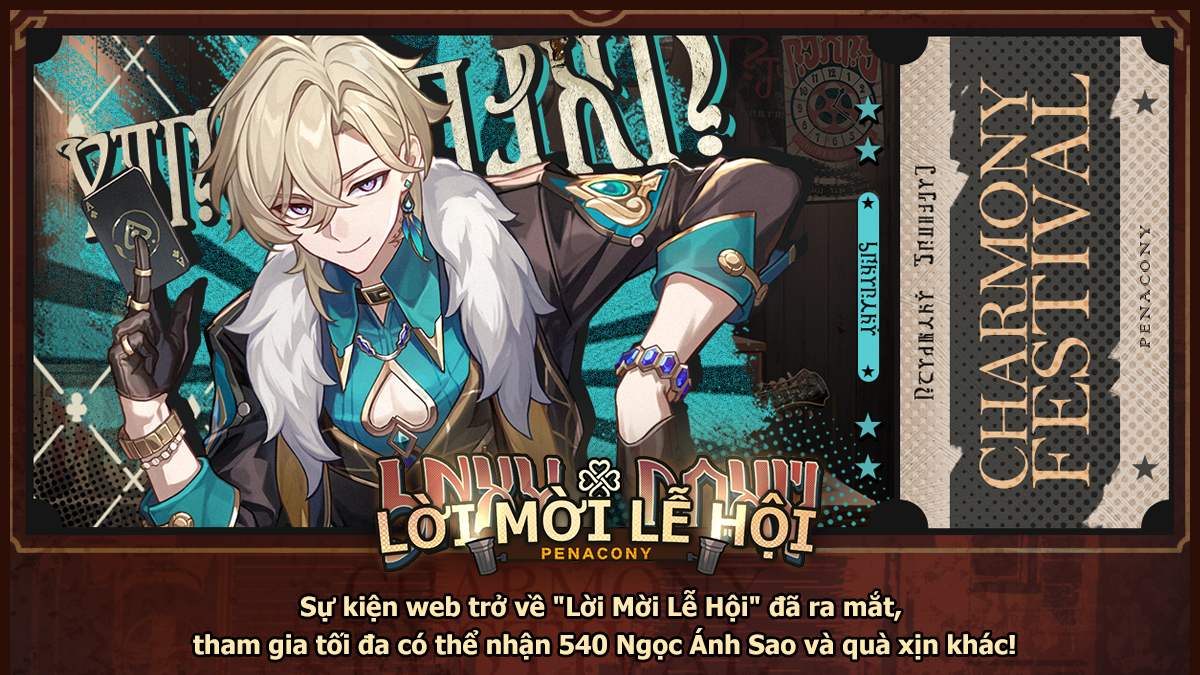 CHARMONY
FESTIVAL
PENACONY
LỜI MỜI LỄ HỘI
PENACONY
Sự kiện web trở về "Lời Mời Lễ Hội" đã ra mắt,
tham gia tối đa có thể nhận 540 Ngọc Ánh Sao và quà xịn khác!